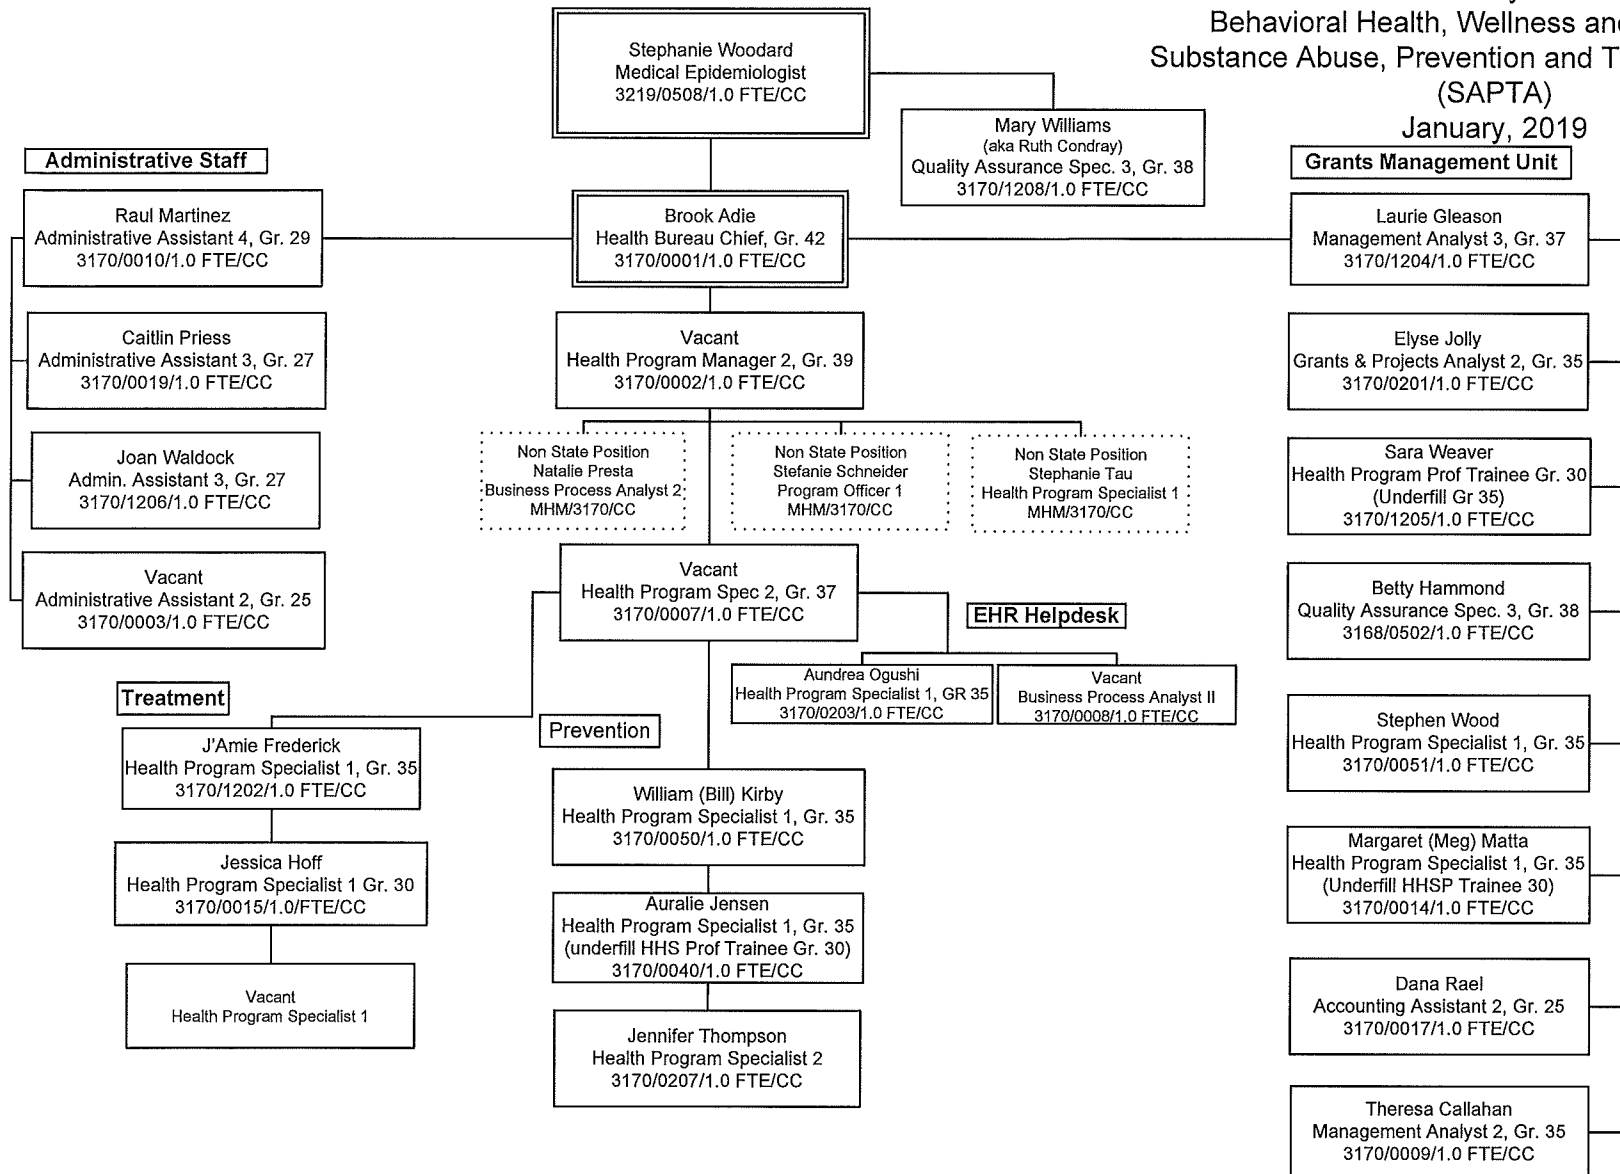 Behavioral Health, Wellness and
Substance Abuse, Prevention and T
(SAPTA)
January, 2019
Stephanie Woodard
Medical Epidemiologist
3219/0508/1.0 FTE/CC
Mary Williams
(aka Ruth Condray)
Quality Assurance Spec. 3, Gr. 38
3170/1208/1.0 FTE/CC
Administrative Staff
Raul Martinez
Administrative Assistant 4, Gr. 29
3170/0010/1.0 FTE/CC
Caitlin Priess
Administrative Assistant 3, Gr. 27
3170/0019/1.0 FTE/CC
Joan Waldock
Admin. Assistant 3, Gr. 27
3170/1206/1.0 FTE/CC
Vacant
Administrative Assistant 2, Gr. 25
3170/0003/1.0 FTE/CC
Brook Adie
Health Bureau Chief, Gr. 42
3170/0001/1.0 FTE/CC
Vacant
Health Program Manager 2, Gr. 39
3170/0002/1.0 FTE/CC
Non State Position
Natalie Presta
Business Process Analyst 2
MHM/3170/CC
Non State Position
Stefanie Schneider
Program Officer 1
MHM/3170/CC
Non State Position
Stephanie Tau
Health Program Specialist 1
MHM/3170/CC
Vacant
Health Program Spec 2, Gr. 37
3170/0007/1.0 FTE/CC
EHR Helpdesk
Aundrea Ogushi
Health Program Specialist 1, GR 35
3170/0203/1.0 FTE/CC
Vacant
Business Process Analyst II
3170/0008/1.0 FTE/CC
Treatment
J'Amie Frederick
Health Program Specialist 1, Gr. 35
3170/1202/1.0 FTE/CC
Jessica Hoff
Health Program Specialist 1 Gr. 30
3170/0015/1.0/FTE/CC
Vacant
Health Program Specialist 1
Prevention
William (Bill) Kirby
Health Program Specialist 1, Gr. 35
3170/0050/1.0 FTE/CC
Auralie Jensen
Health Program Specialist 1, Gr. 35
(underfill HHS Prof Trainee Gr. 30)
3170/0040/1.0 FTE/CC
Jennifer Thompson
Health Program Specialist 2
3170/0207/1.0 FTE/CC
Grants Management Unit
Laurie Gleason
Management Analyst 3, Gr. 37
3170/1204/1.0 FTE/CC
Elyse Jolly
Grants & Projects Analyst 2, Gr. 35
3170/0201/1.0 FTE/CC
Sara Weaver
Health Program Prof Trainee Gr. 30
(Underfill Gr 35)
3170/1205/1.0 FTE/CC
Betty Hammond
Quality Assurance Spec. 3, Gr. 38
3168/0502/1.0 FTE/CC
Stephen Wood
Health Program Specialist 1, Gr. 35
3170/0051/1.0 FTE/CC
Margaret (Meg) Matta
Health Program Specialist 1, Gr. 35
(Underfill HHSP Trainee 30)
3170/0014/1.0 FTE/CC
Dana Rael
Accounting Assistant 2, Gr. 25
3170/0017/1.0 FTE/CC
Theresa Callahan
Management Analyst 2, Gr. 35
3170/0009/1.0 FTE/CC